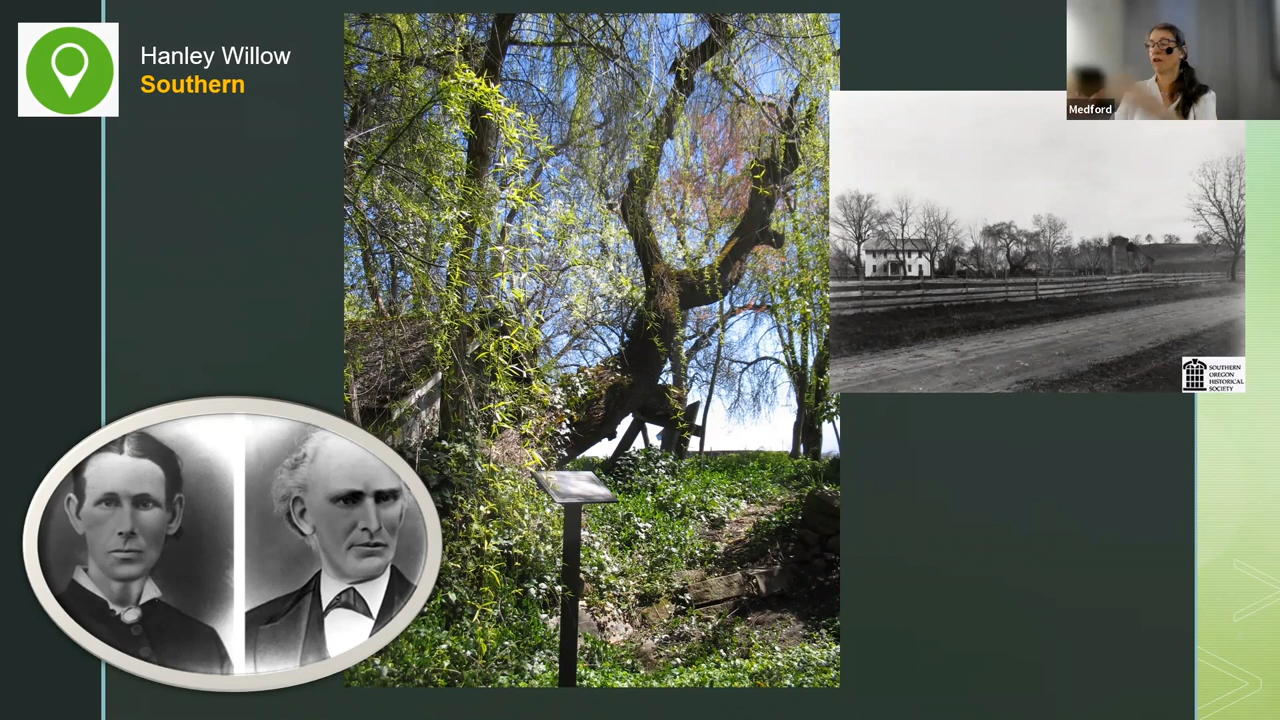 Hanley Willow
Southern
Medford
SOUTHERN
OREGON
HISTORICAL
SOCIETY